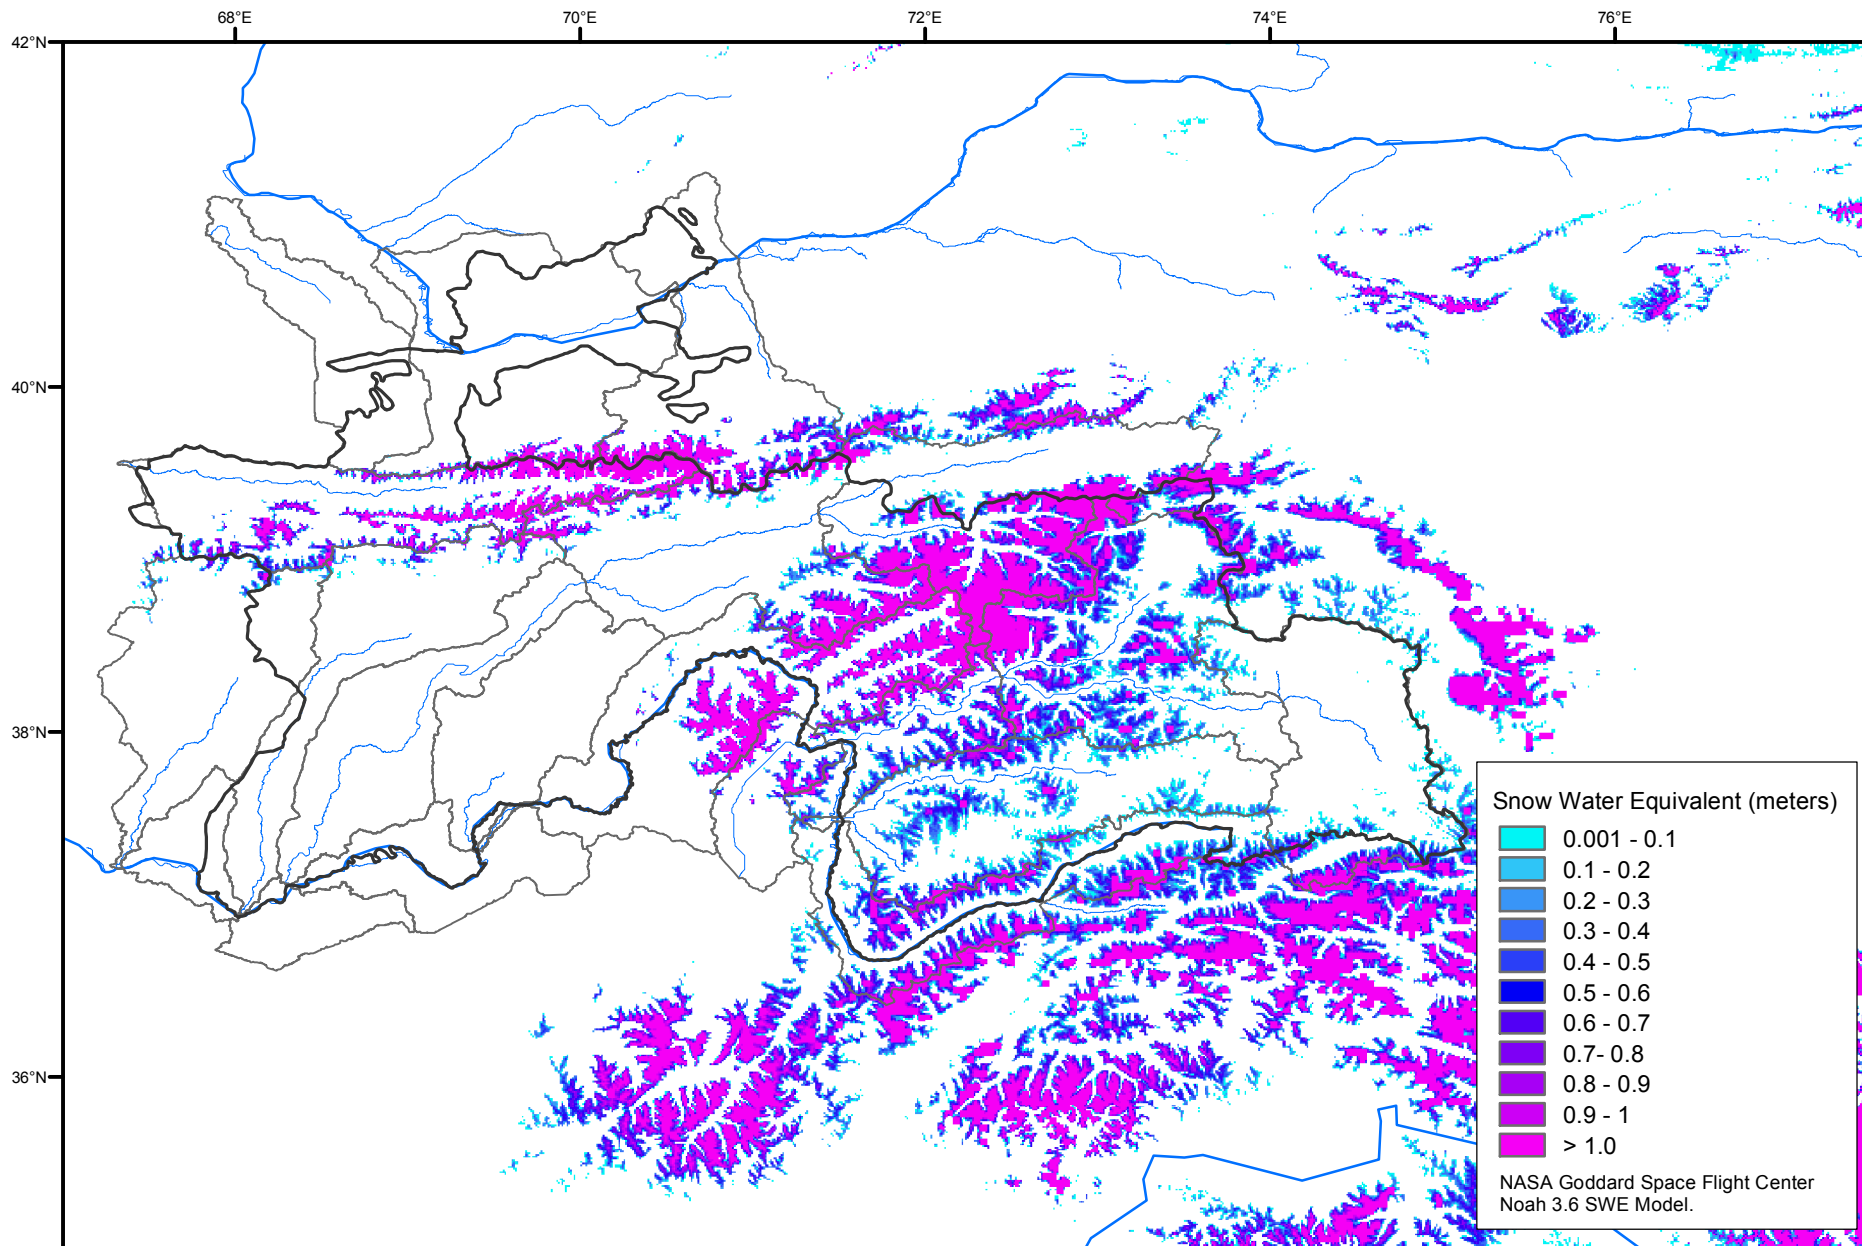 68°E
70°E
72°E
74°E
76°E
42°N
40°N
38°N
36°N
Snow Water Equivalent (meters)
0.001 - 0.1
0.1 - 0.2
0.2 - 0.3
0.3 - 0.4
0.4 - 0.5
0.5 - 0.6
0.6 - 0.7
0.7- 0.8
0.8 - 0.9
0.9 - 1
> 1.0
NASA Goddard Space Flight Center
Noah 3.6 SWE Model.